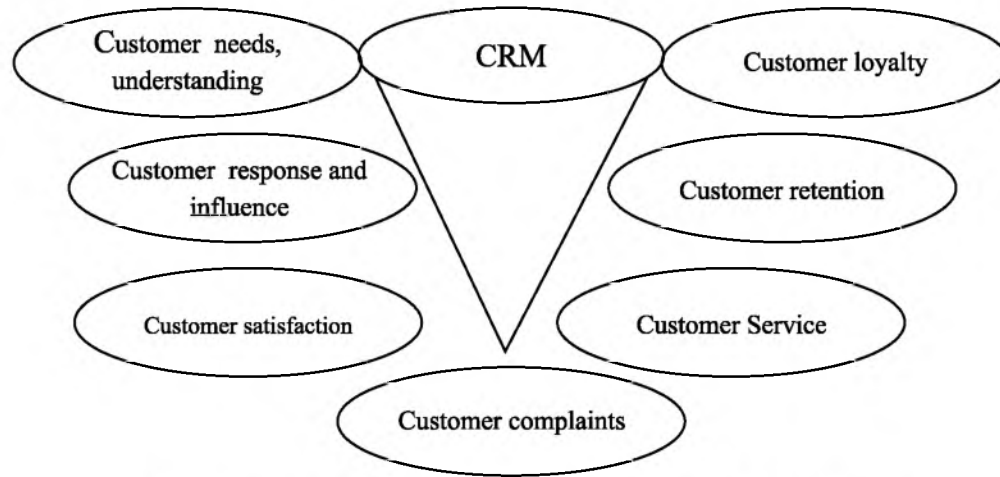 Customer needs,
understanding
CRM
Customer loyalty
Customer response and
influence
Customer retention
Customer satisfaction
Customer Service
Customer complaints